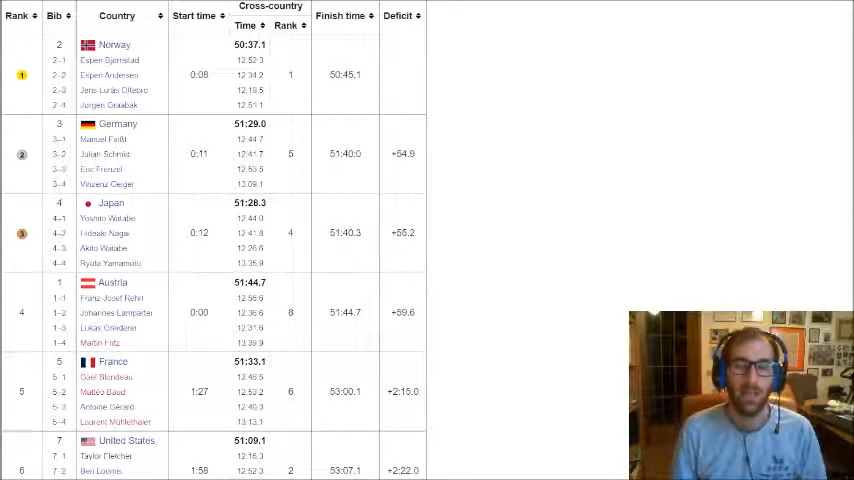 Rank Bib Country Start time Cross-country Finish time Deficit
Time Rank
1 2 Norway 0:08 50:37.1 1 50:45.1
2–1 Espen Bjørnstad 12:52.3
2–2 Espen Andersen 12:34.2
2–3 Jens Lurås Oftebro 12:19.5
2–4 Jørgen Graabak 12:51.1
2 3 Germany 0:11 51:29.0 5 51:40.0 +54.9
3–1 Manuel Faißt 12:44.7
3–2 Julian Schmid 12:41.7
3–3 Eric Frenzel 12:53.5
3–4 Vinzenz Geiger 13:09.1
3 4 Japan 0:12 51:28.3 4 51:40.3 +55.2
4–1 Yoshito Watabe 12:44.0
4–2 Hideaki Nagai 12:41.8
4–3 Akito Watabe 12:26.6
4–4 Ryota Yamamoto 13:35.9
4 1 Austria 0:00 51:44.7 8 51:44.7 +59.6
1–1 Franz-Josef Rehrl 12:56.6
1–2 Johannes Lamparter 12:36.6
1–3 Lukas Greiderer 12:31.6
1–4 Martin Fritz 13:39.9
5 5 France 1:27 51:33.1 6 53:00.1 +2:15.0
5–1 Gaël Blondeau 12:46.5
5–2 Mattéo Baud 12:53.2
5–3 Antoine Gérard 12:40.3
5–4 Laurent Muhlethaler 13:13.1
6 7 United States 1:58 51:09.1 2 53:07.1 +2:22.0
7–1 Taylor Fletcher 12:16.3
7–2 Ben Loomis 12:52.3